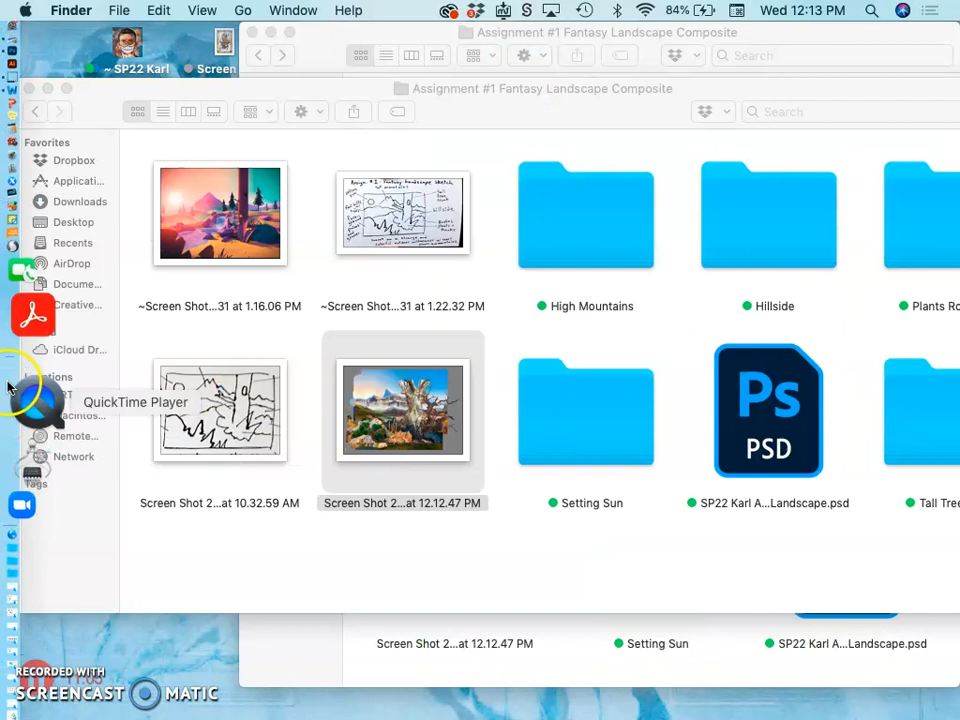 Finder File Edit View Go Window Help
84% Wed 12:13 PM
~ SP22 Karl
Screen
Assignment #1 Fantasy Landscape Composite
Search
Assignment #1 Fantasy Landscape Composite
Search
Favorites
Dropbox
Applicati...
Downloads
Desktop
Recents
AirDrop
Docume...
Creative...
iCloud Dr...
Remote...
Network
Tags
QuickTime Player
~Screen Shot...31 at 1.16.06 PM
~Screen Shot...31 at 1.22.32 PM
High Mountains
Hillside
Plants Ro
Ps
PSD
Screen Shot 2...at 10.32.59 AM
Screen Shot 2...at 12.12.47 PM
Setting Sun
SP22 Karl A...Landscape.psd
Tall Tree
Screen Shot 2...at 12.12.47 PM
Setting Sun
SP22 Karl A...Landscape.psd
RECORDED WITH
SCREENCAST MATIC